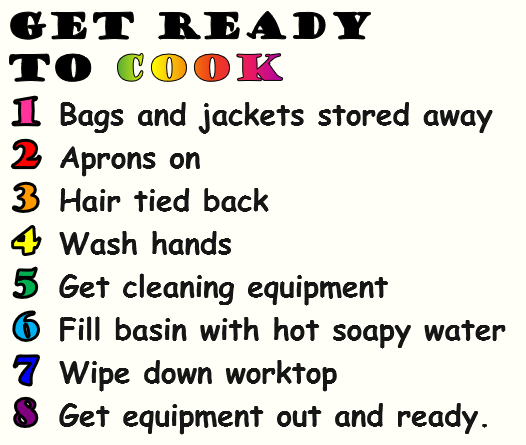 GET READY
TO COOK
1 Bags and jackets stored away
2 Aprons on
3 Hair tied back
4 Wash hands
5 Get cleaning equipment
6 Fill basin with hot soapy water
7 Wipe down worktop
8 Get equipment out and ready.